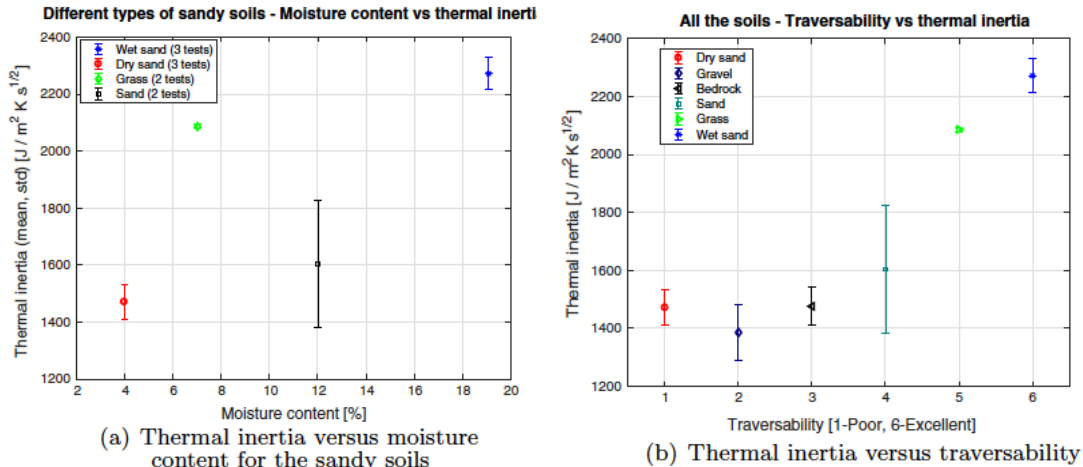 Different types of sandy soils - Moisture content vs thermal inerti
2400
2200
2000
1800
1600
1400
1200
Thermal inertia (mean, std) [J / m² K s¹/²]
Wet sand (3 tests)
Dry sand (3 tests)
Grass (2 tests)
Sand (2 tests)
2 4 6 8 10 12 14 16 18 20
Moisture content [%]
(a) Thermal inertia versus moisture
content for the sandy soils
All the soils - Traversability vs thermal inertia
2400
2200
2000
1800
1600
1400
1200
Thermal inertia [J / m² K s¹/²]
Dry sand
Gravel
Bedrock
Sand
Grass
Wet sand
1 2 3 4 5 6
Traversability [1-Poor, 6-Excellent]
(b) Thermal inertia versus traversability